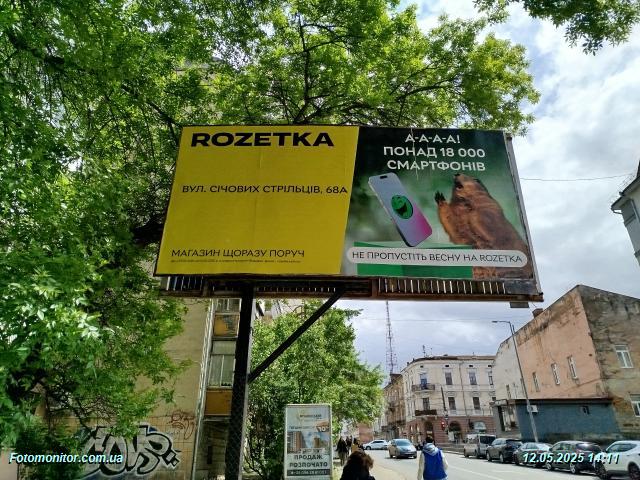 ROZETKA
ВУЛ. СІЧОВИХ СТРІЛЬЦІВ, 68А
МАГАЗИН ЩОРАЗУ ПОРУЧ
А-А-А-А!
ПОНАД 18 000
СМАРТФОНІВ
НЕ ПРОПУСТІТЬ ВЕСНУ НА ROZETKA
ПРОДАЖ
РОЗПОЧАТО
Fotomonitor.com.ua
12.05.2025 14:11